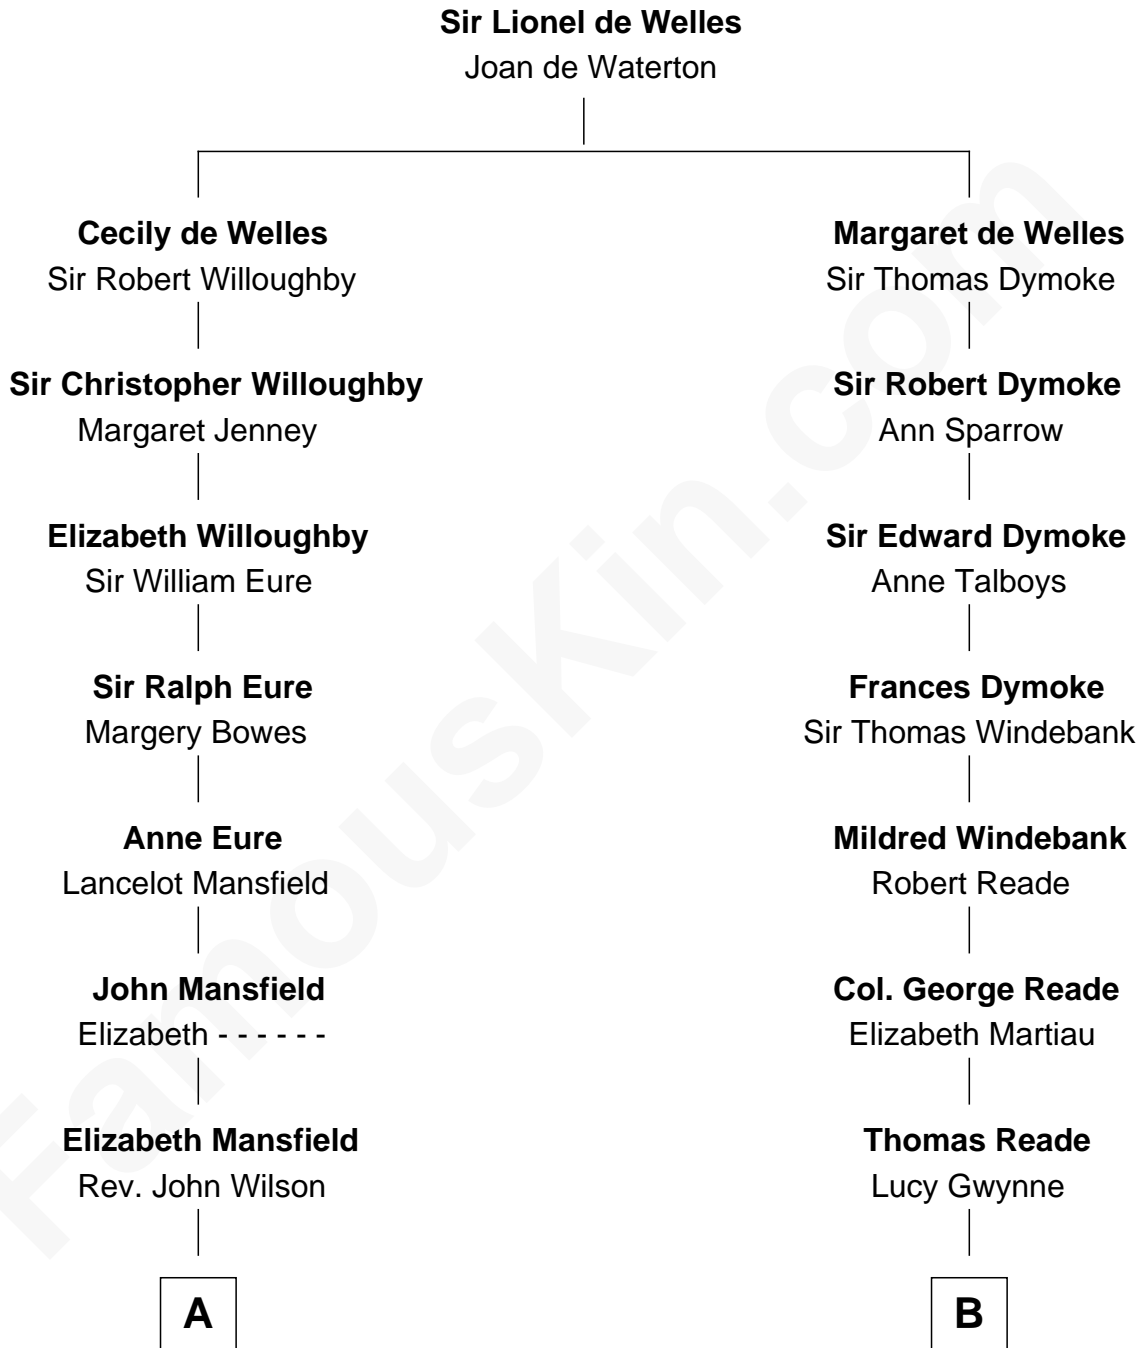 Sir Lionel de Welles
Joan de Waterton
Cecily de Welles
Sir Robert Willoughby
Sir Christopher Willoughby
Margaret Jenney
Elizabeth Willoughby
Sir William Eure
Sir Ralph Eure
Margery Bowes
Anne Eure
Lancelot Mansfield
John Mansfield
Elizabeth - - - - - -
Elizabeth Mansfield
Rev. John Wilson
A
Margaret de Welles
Sir Thomas Dymoke
Sir Robert Dymoke
Ann Sparrow
Sir Edward Dymoke
Anne Talboys
Frances Dymoke
Sir Thomas Windebank
Mildred Windebank
Robert Reade
Col. George Reade
Elizabeth Martiau
Thomas Reade
Lucy Gwynne
B
FamousKin.com